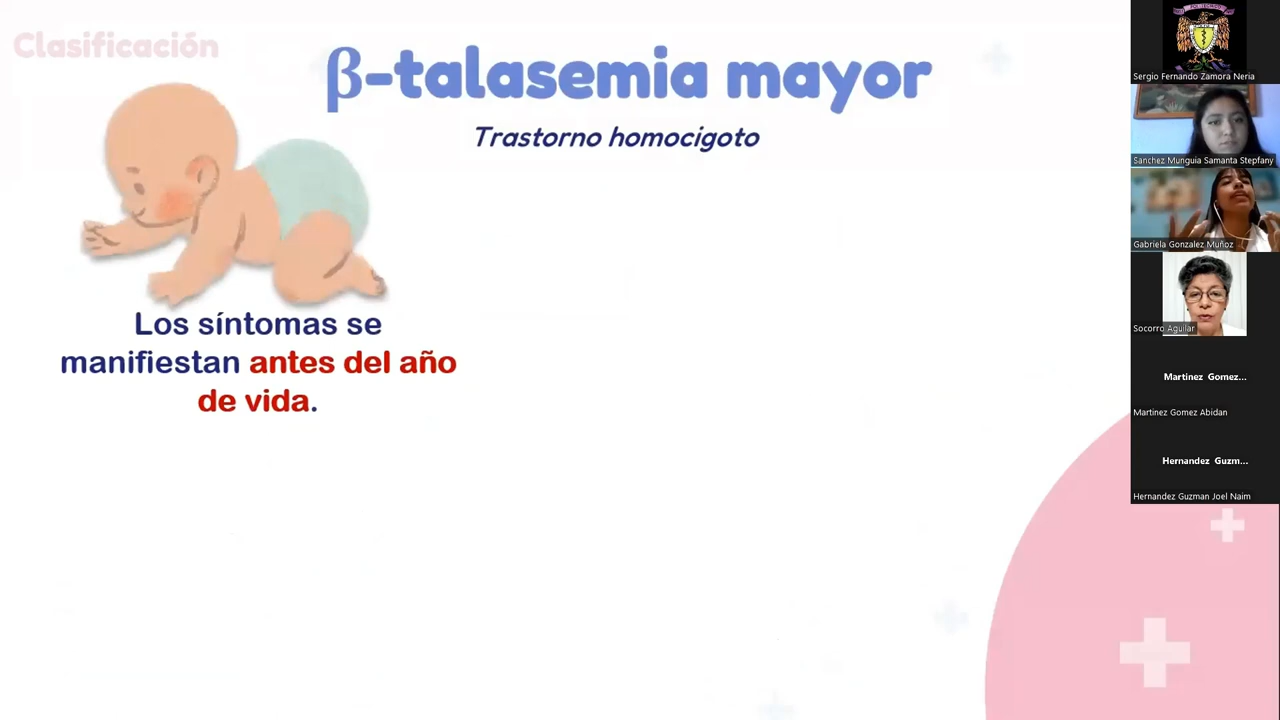 Clasificación
β-talasemia mayor
Trastorno homocigoto
Los síntomas se
manifiestan antes del año
de vida.
Sergio Fernando Zamora Neria
Sanchez Munguia Samanta Stepfany
Gabriela Gonzalez Muñoz
Socorro Aguilar
Martinez Gomez...
Martinez Gomez Abidan
Hernandez Guzm...
Hernandez Guzman Joel Naim